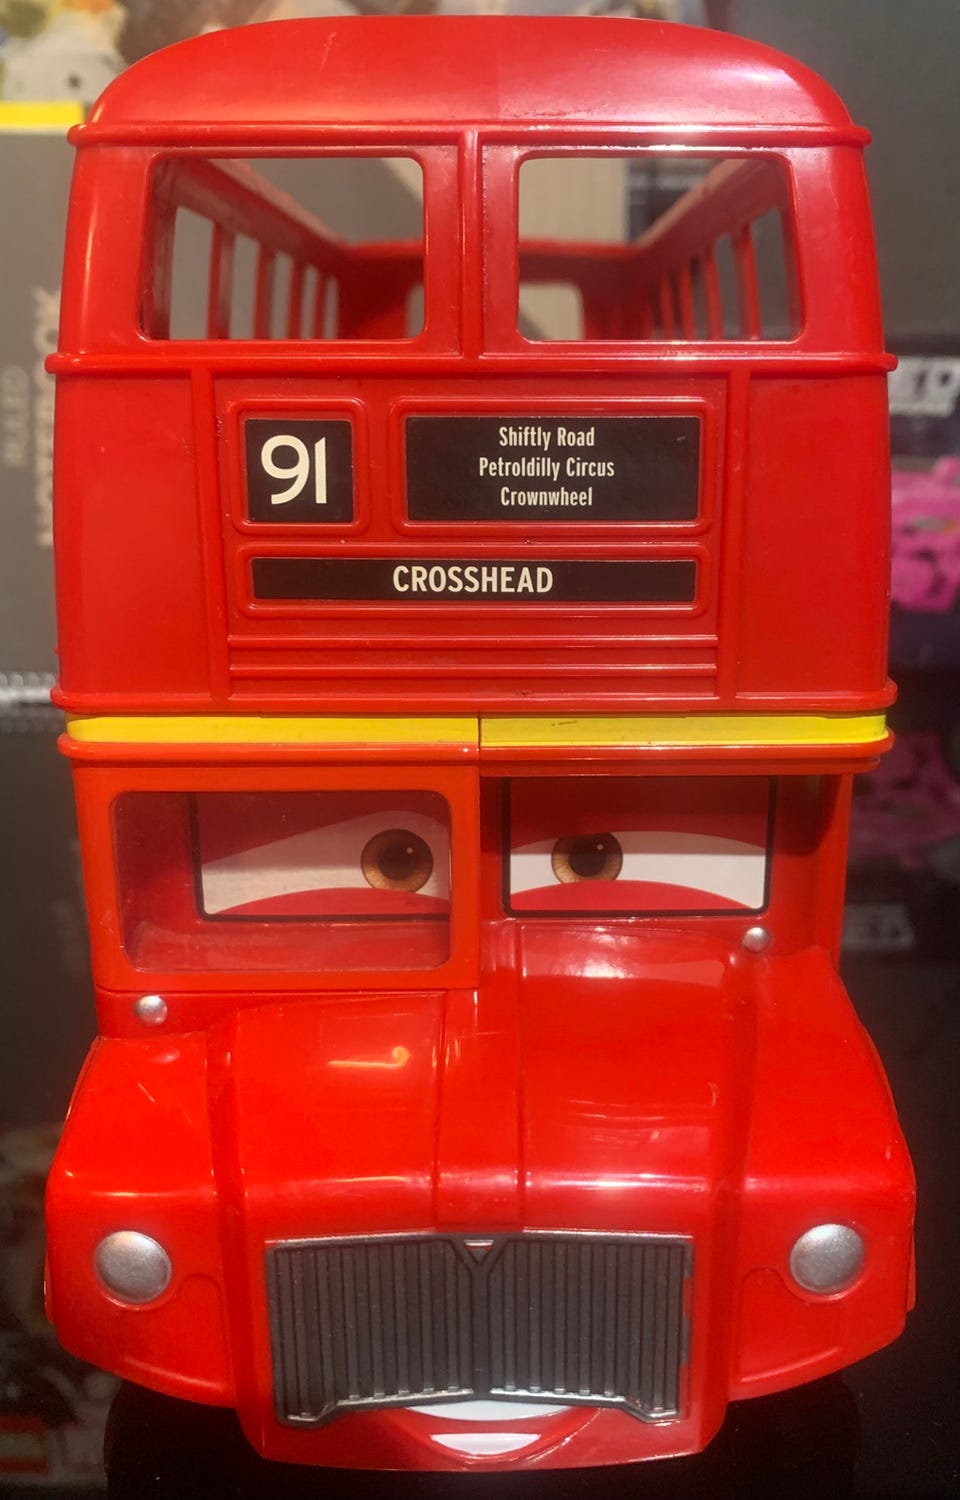 91
Shiftly Road
Petroldilly Circus
Crownwheel
CROSSHEAD